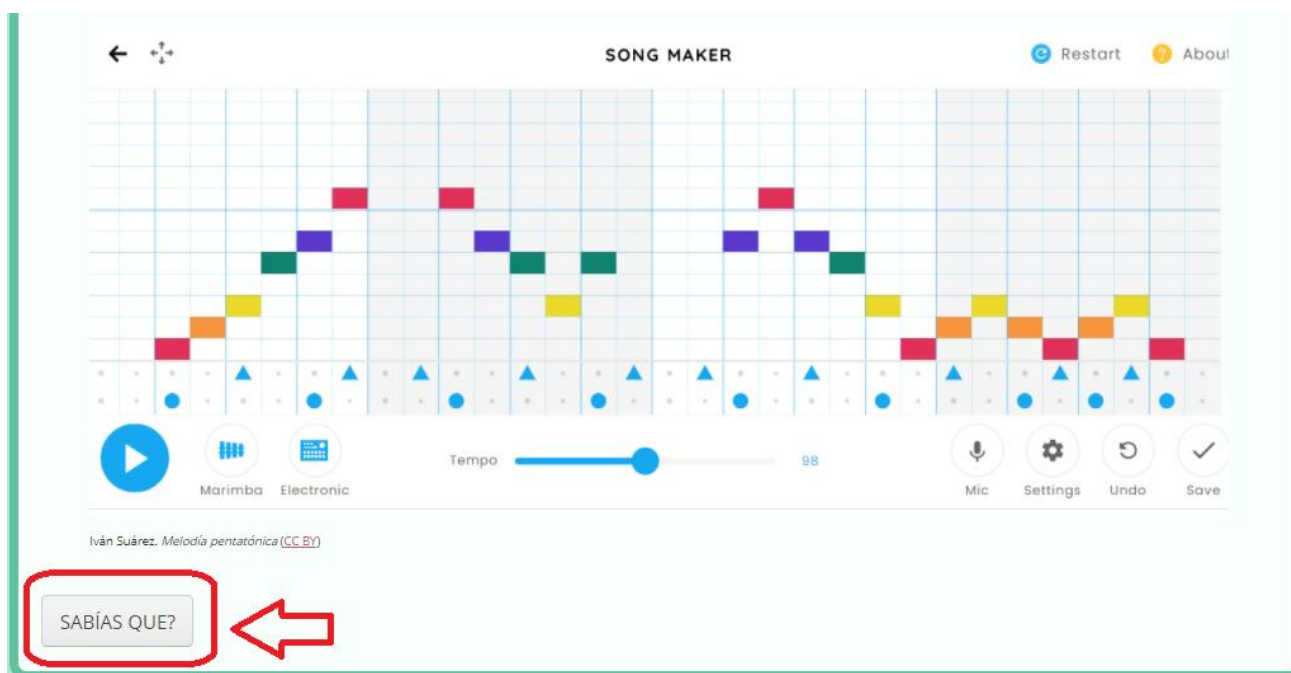 SONG MAKER
Restart
About
Tempo
98
Marimba
Electronic
Mic
Settings
Undo
Save
Iván Suárez. Melodía pentatónica (CC BY)
SABÍAS QUE?